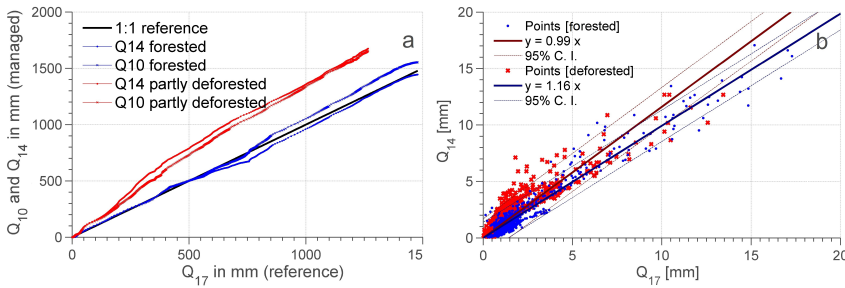 2000
1500
1000
500
0
Q10 and Q14 in mm (managed)
1:1 reference
Q14 forested
Q10 forested
Q14 partly deforested
Q10 partly deforested
a
0
500
1000
15
Q17 in mm (reference)
20
15
10
5
0
Q14 [mm]
Points [forested]
y = 0.99 x
95% C. I.
Points [deforested]
y = 1.16 x
95% C. I.
b
0
5
10
15
20
Q17 [mm]